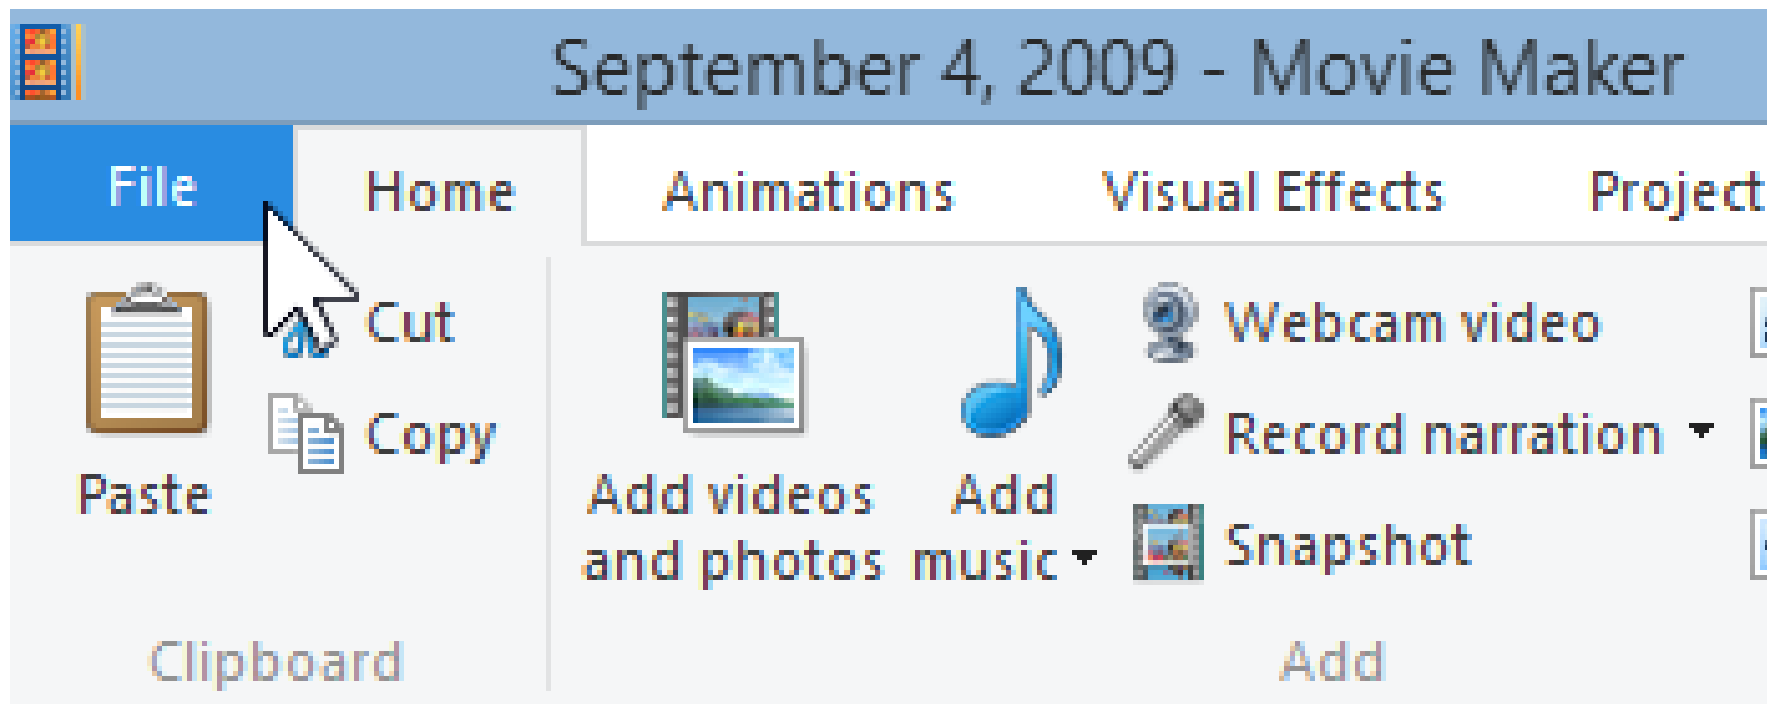 September 4, 2009 - Movie Maker
File Home Animations Visual Effects Project
Cut Webcam video
Copy Record narration
Paste Add videos Add Snapshot
and photos music
Clipboard Add